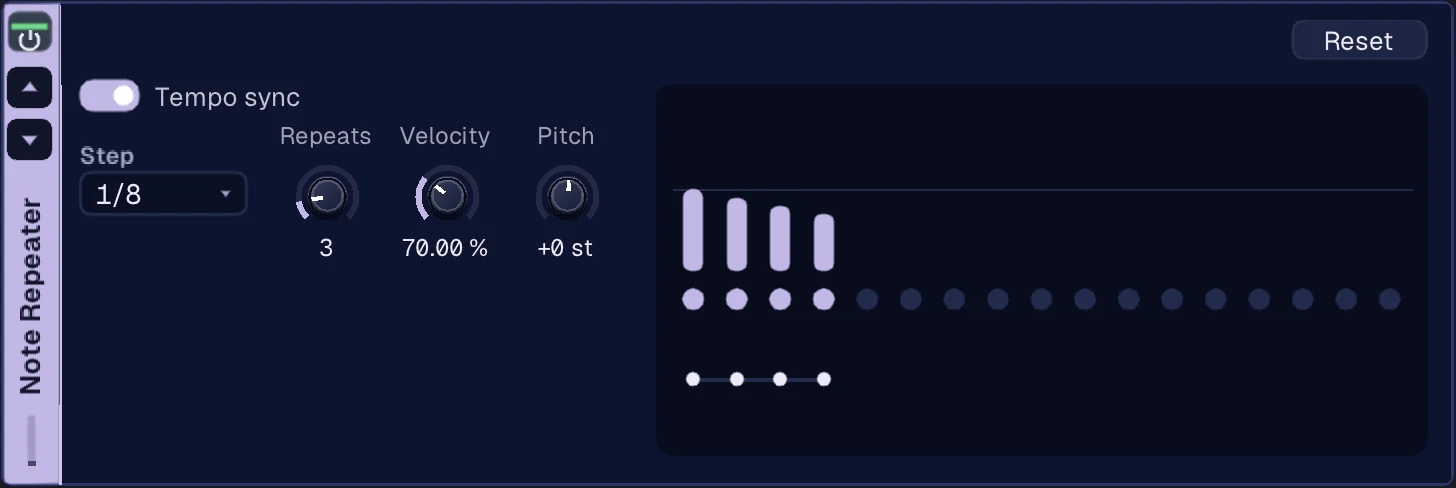 Reset
Tempo sync
Repeats Velocity Pitch
Step
1/8
3 70.00 % +0 st
Note Repeater